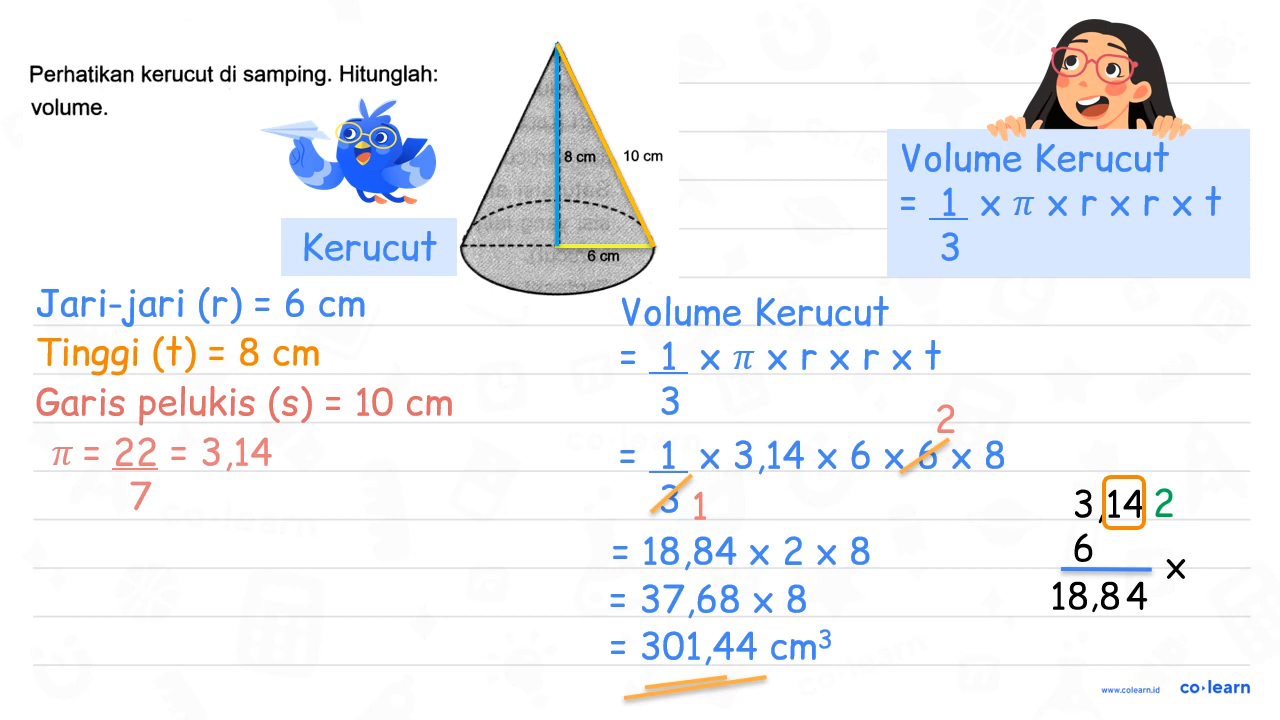 Perhatikan kerucut di samping. Hitunglah:
volume.
8 cm
10 cm
6 cm
Kerucut
Volume Kerucut
= 1/3 x π x r x r x t
Jari-jari (r) = 6 cm
Tinggi (t) = 8 cm
Garis pelukis (s) = 10 cm
π = 22/7 = 3,14
Volume Kerucut
= 1/3 x π x r x r x t
2
= 1/3 x 3,14 x 6 x 6 x 8
1
= 18,84 x 2 x 8
= 37,68 x 8
= 301,44 cm³
3,14 2
6
x
18,84
www.colearn.id
co·learn